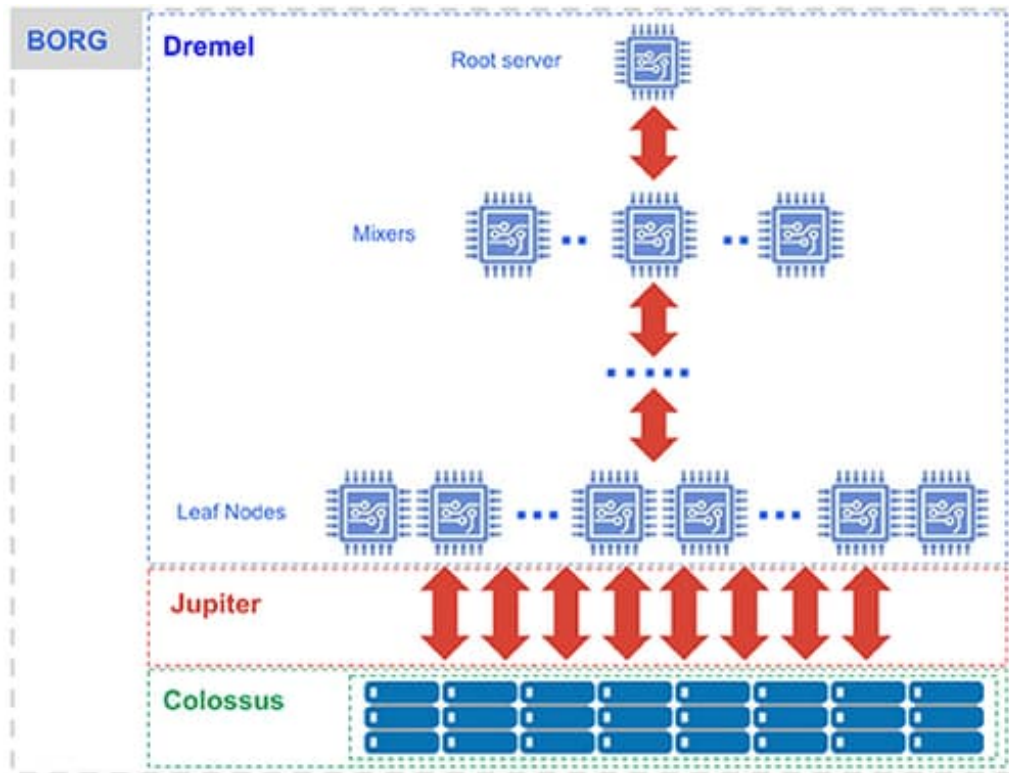 BORG
Dremel
Root server
Mixers
Leaf Nodes
Jupiter
Colossus